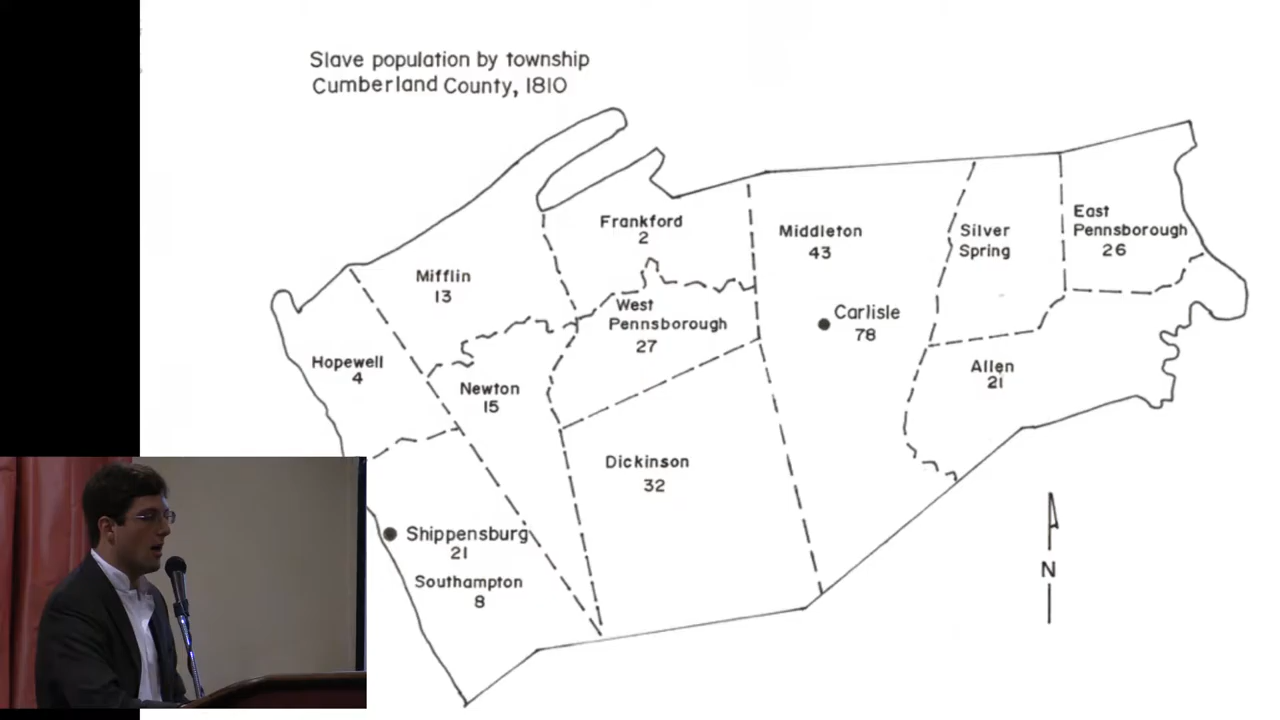 Slave population by township
Cumberland County, 1810
Frankford
2
Mifflin
13
Middleton
43
Silver
Spring
East
Pennsborough
26
West
Pennsborough
27
Carlisle
78
Hopewell
4
Newton
15
Allen
21
Dickinson
32
Shippensburg
21
Southampton
8
N